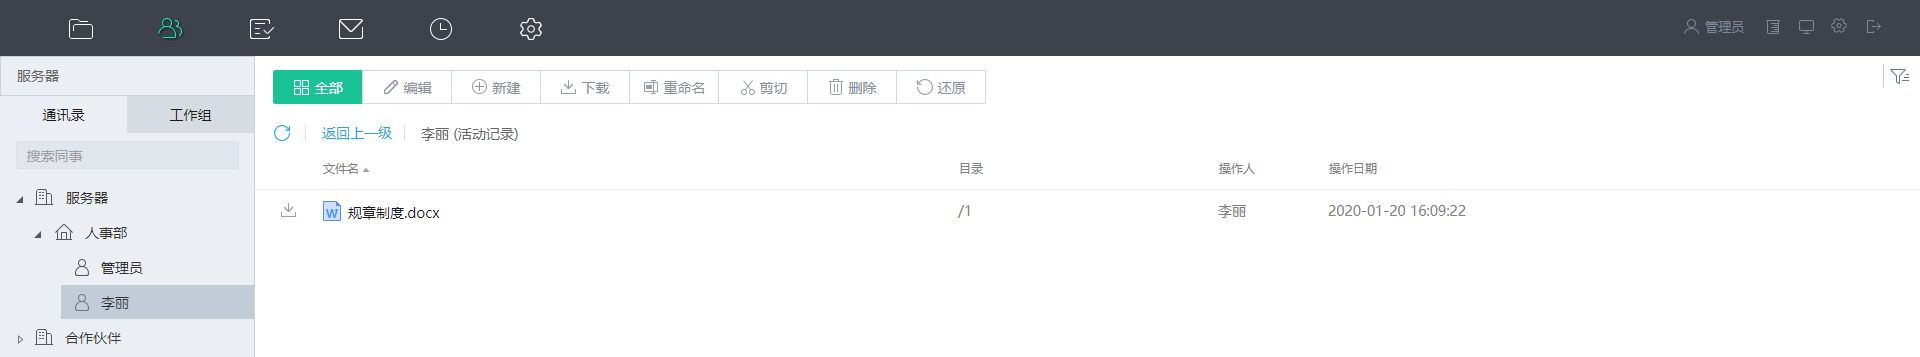 管理员
服务器
通讯录 工作组
搜索同事
服务器
人事部
管理员
李丽
合作伙伴
全部 编辑 新建 下载 重命名 剪切 删除 还原
返回上一级 李丽 (活动记录)
文件名 目录 操作人 操作日期
规章制度.docx /1 李丽 2020-01-20 16:09:22